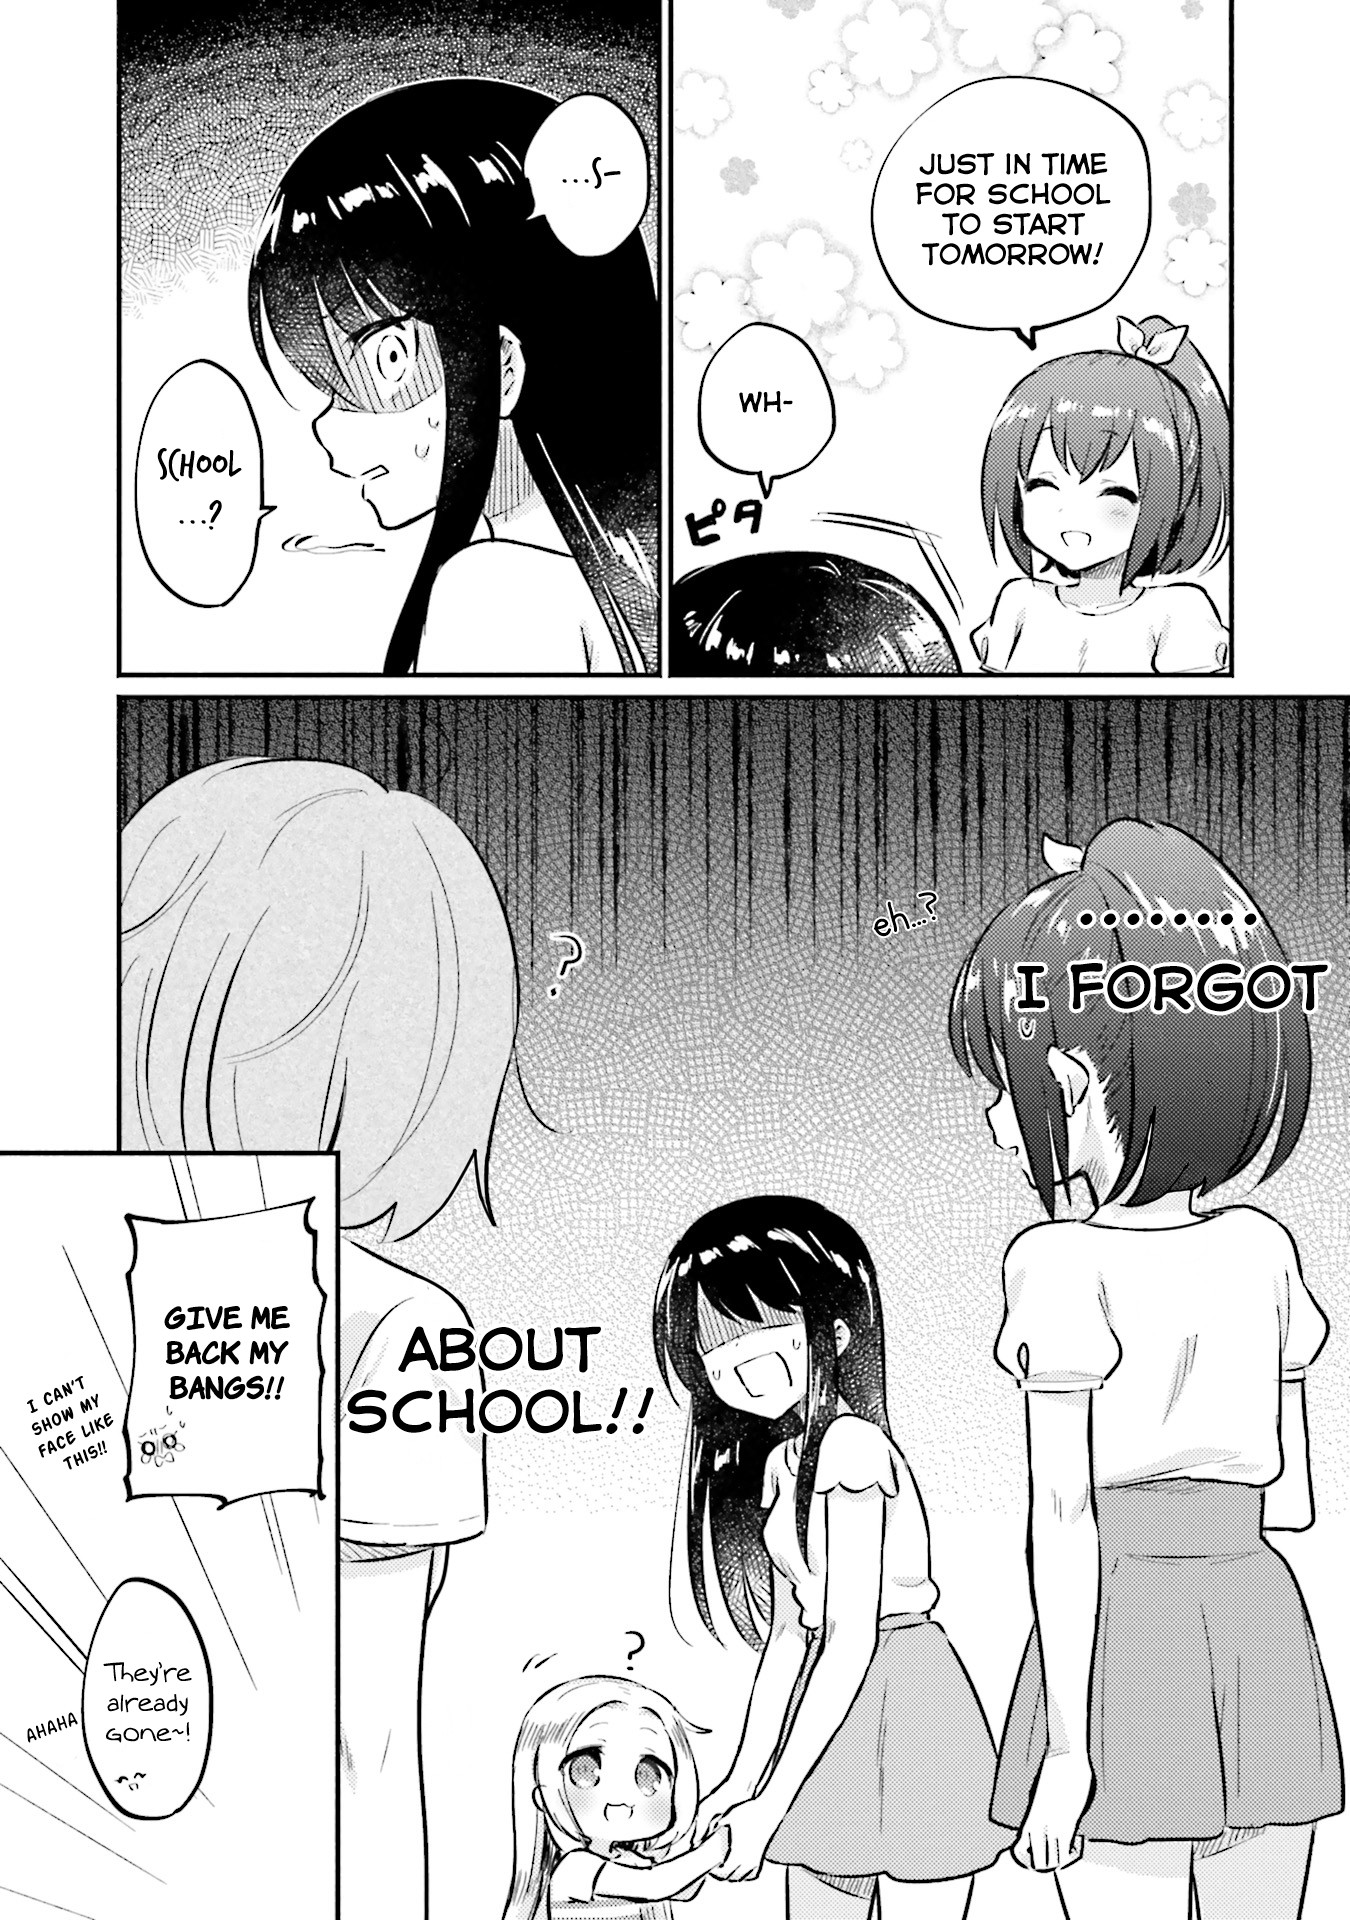 JUST IN TIME
FOR SCHOOL
TO START
TOMORROW!
WH-
ピタ
...S-
SCHOOL
...?
eh...?
........
I FORGOT
?
ABOUT
SCHOOL!!
?
GIVE ME
BACK MY
BANGS!!
I CAN'T
SHOW MY
FACE LIKE
THIS!!
They're
already
gone~!
AHAHA